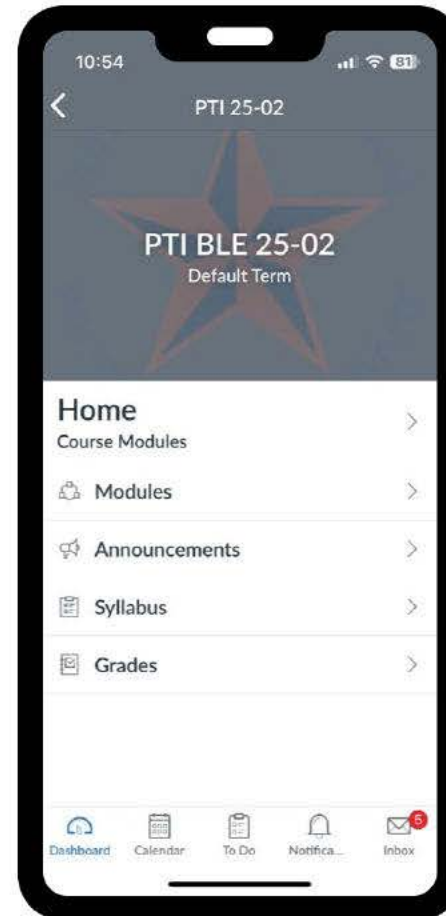 10:54
81
PTI 25-02
PTI BLE 25-02
Default Term
Home
Course Modules
Modules
Announcements
Syllabus
Grades
5
Dashboard Calendar To Do Notifica... Inbox